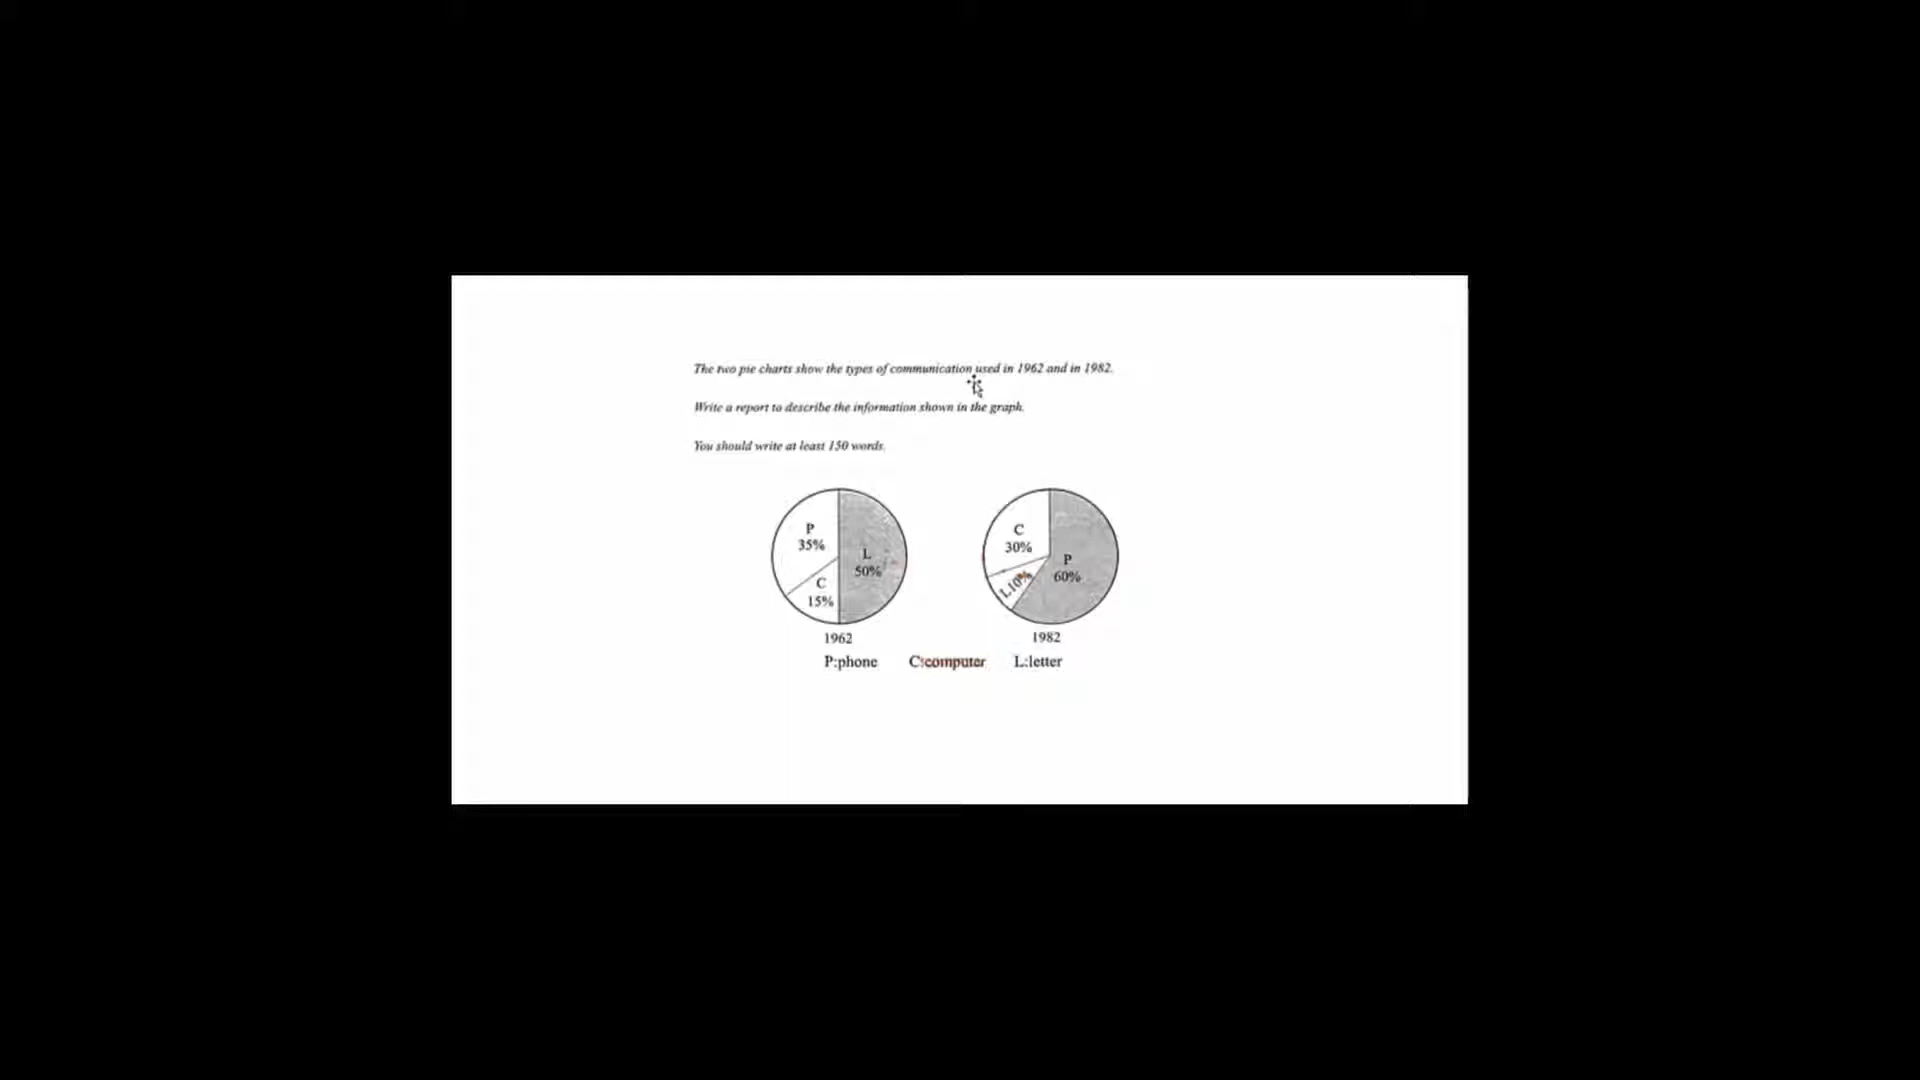 The two pie charts show the types of communication used in 1962 and in 1982.
Write a report to describe the information shown in the graph.
You should write at least 150 words.
P
35%
L
50%
C
15%
1962
C
30%
P
60%
L10%
1982
P:phone C:computer L:letter